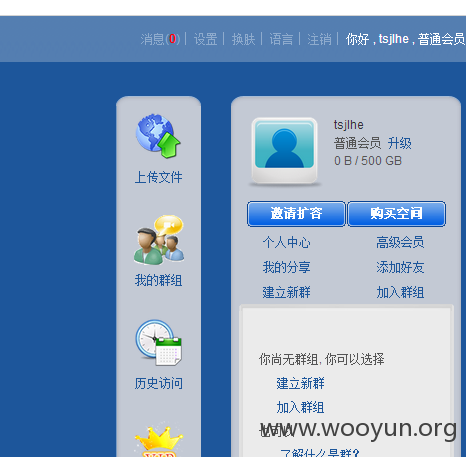 消息(0) | 设置 | 换肤 | 语言 | 注销 | 你好 , tsjlhe , 普通会员
上传文件
我的群组
历史访问
VIP
tsjlhe
普通会员 升级
0 B / 500 GB
邀请扩容 购买空间
个人中心 高级会员
我的分享 添加好友
建立新群 加入群组
你尚无群组, 你可以选择
建立新群
加入群组
也可以
www.wooyun.org
了解什么是群?